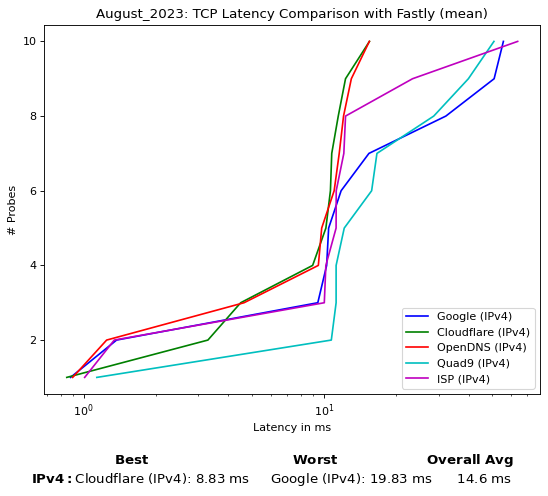 August_2023: TCP Latency Comparison with Fastly (mean)
10
8
6
4
2
# Probes
10⁰
10¹
Latency in ms
Google (IPv4)
Cloudflare (IPv4)
OpenDNS (IPv4)
Quad9 (IPv4)
ISP (IPv4)
Best Worst Overall Avg
IPv4: Cloudflare (IPv4): 8.83 ms Google (IPv4): 19.83 ms 14.6 ms